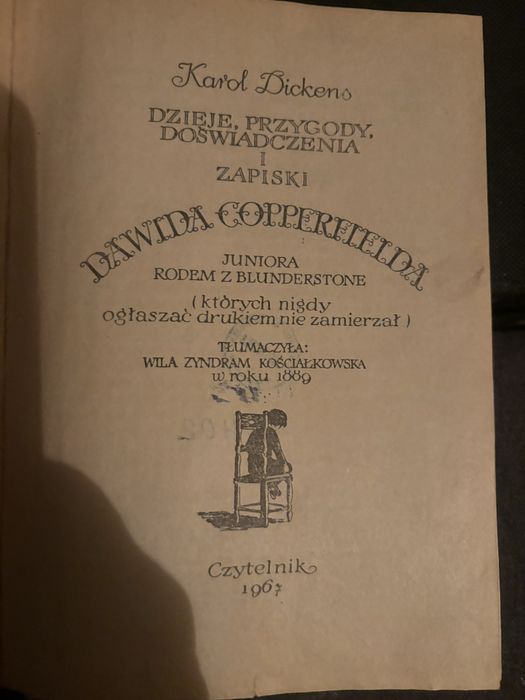 Karol Dickens
DZIEJE, PRZYGODY,
DOŚWIADCZENIA
I
ZAPISKI
DAWIDA COPPERFIELDA
JUNIORA
RODEM Z BLUNDERSTONE
(których nigdy
ogłaszać drukiem nie zamierzał)
TŁUMACZYŁA:
WILA ZYNDRAM KOŚCIAŁKOWSKA
w roku 1889
Czytelnik
1967